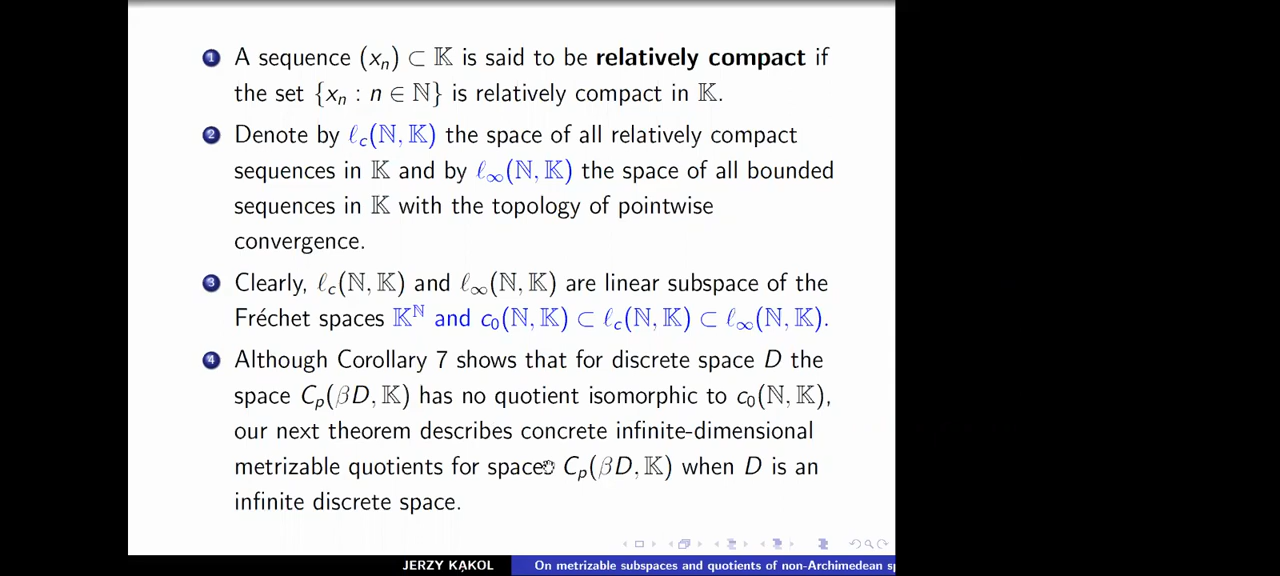 1 A sequence (xₙ) ⊂ 𝕂 is said to be relatively compact if
the set {xₙ : n ∈ ℕ} is relatively compact in 𝕂.
2 Denote by ℓ_c(ℕ, 𝕂) the space of all relatively compact
sequences in 𝕂 and by ℓ_∞(ℕ, 𝕂) the space of all bounded
sequences in 𝕂 with the topology of pointwise
convergence.
3 Clearly, ℓ_c(ℕ, 𝕂) and ℓ_∞(ℕ, 𝕂) are linear subspace of the
Fréchet spaces 𝕂^ℕ and c₀(ℕ, 𝕂) ⊂ ℓ_c(ℕ, 𝕂) ⊂ ℓ_∞(ℕ, 𝕂).
4 Although Corollary 7 shows that for discrete space D the
space C_p(βD, 𝕂) has no quotient isomorphic to c₀(ℕ, 𝕂),
our next theorem describes concrete infinite-dimensional
metrizable quotients for spaces C_p(βD, 𝕂) when D is an
infinite discrete space.
JERZY KĄKOL On metrizable subspaces and quotients of non-Archimedean sp